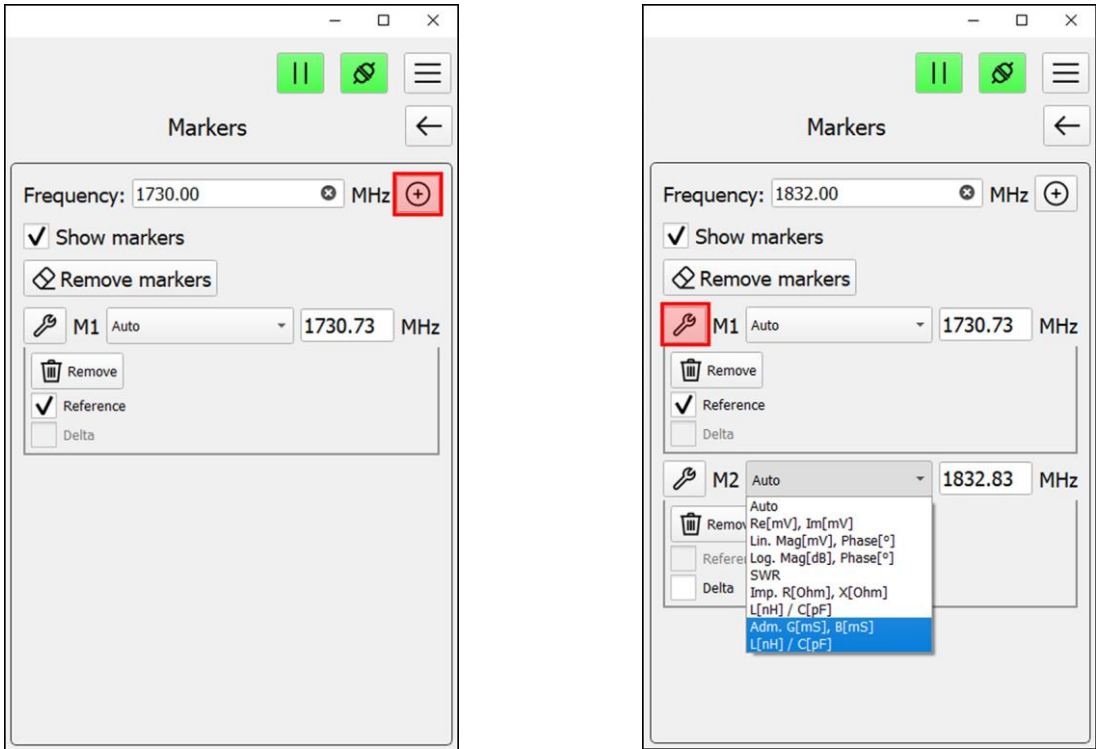 Markers
Frequency: 1730.00 MHz
Show markers
Remove markers
M1 Auto 1730.73 MHz
Remove
Reference
Delta
Markers
Frequency: 1832.00 MHz
Show markers
Remove markers
M1 Auto 1730.73 MHz
Remove
Reference
Delta
M2 Auto 1832.83 MHz
Auto
Re[mV], Im[mV]
Lin. Mag[mV], Phase[°]
Log. Mag[dB], Phase[°]
SWR
Imp. R[Ohm], X[Ohm]
L[nH] / C[pF]
Adm. G[mS], B[mS]
L[nH] / C[pF]
Remov
Refere
Delta